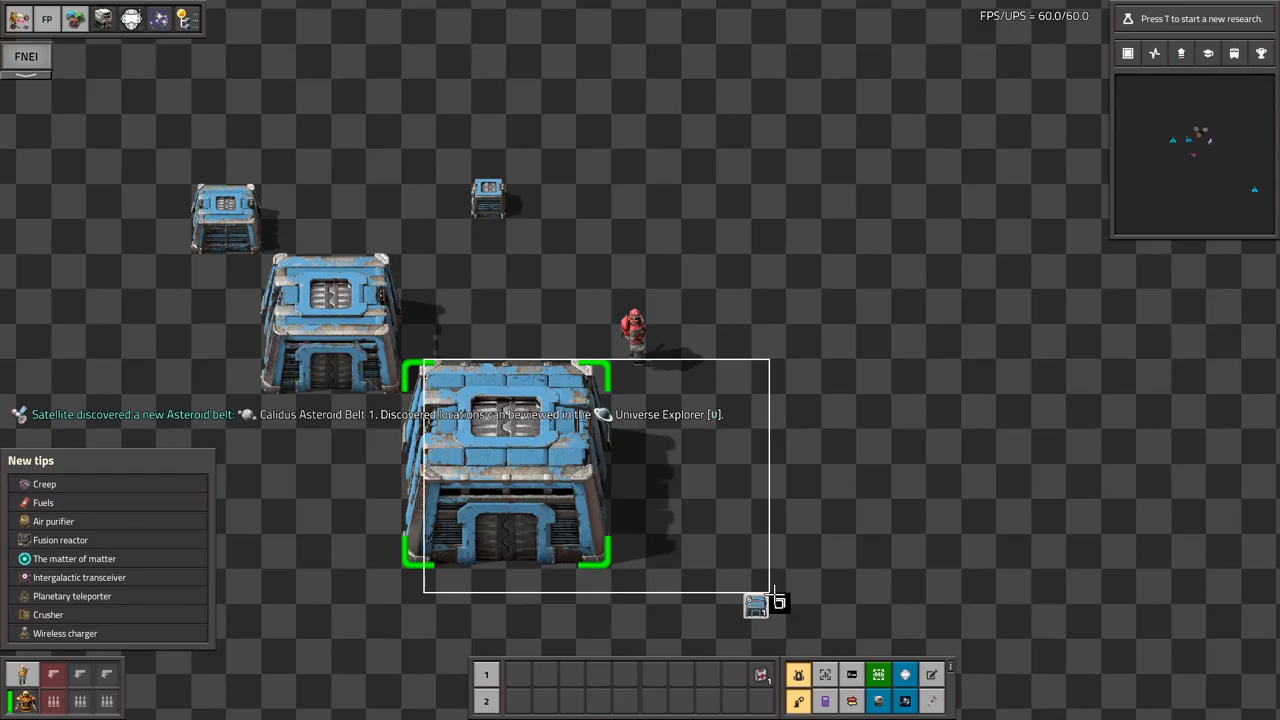 FP
FPS/UPS = 60.0/60.0
Press T to start a new research.
FNEI
Satellite discovered a new Asteroid belt: Calidus Asteroid Belt 1. Discovered locations can be viewed in the Universe Explorer [U].
New tips
Creep
Fuels
Air purifier
Fusion reactor
The matter of matter
Intergalactic transceiver
Planetary teleporter
Crusher
Wireless charger
1
1
2